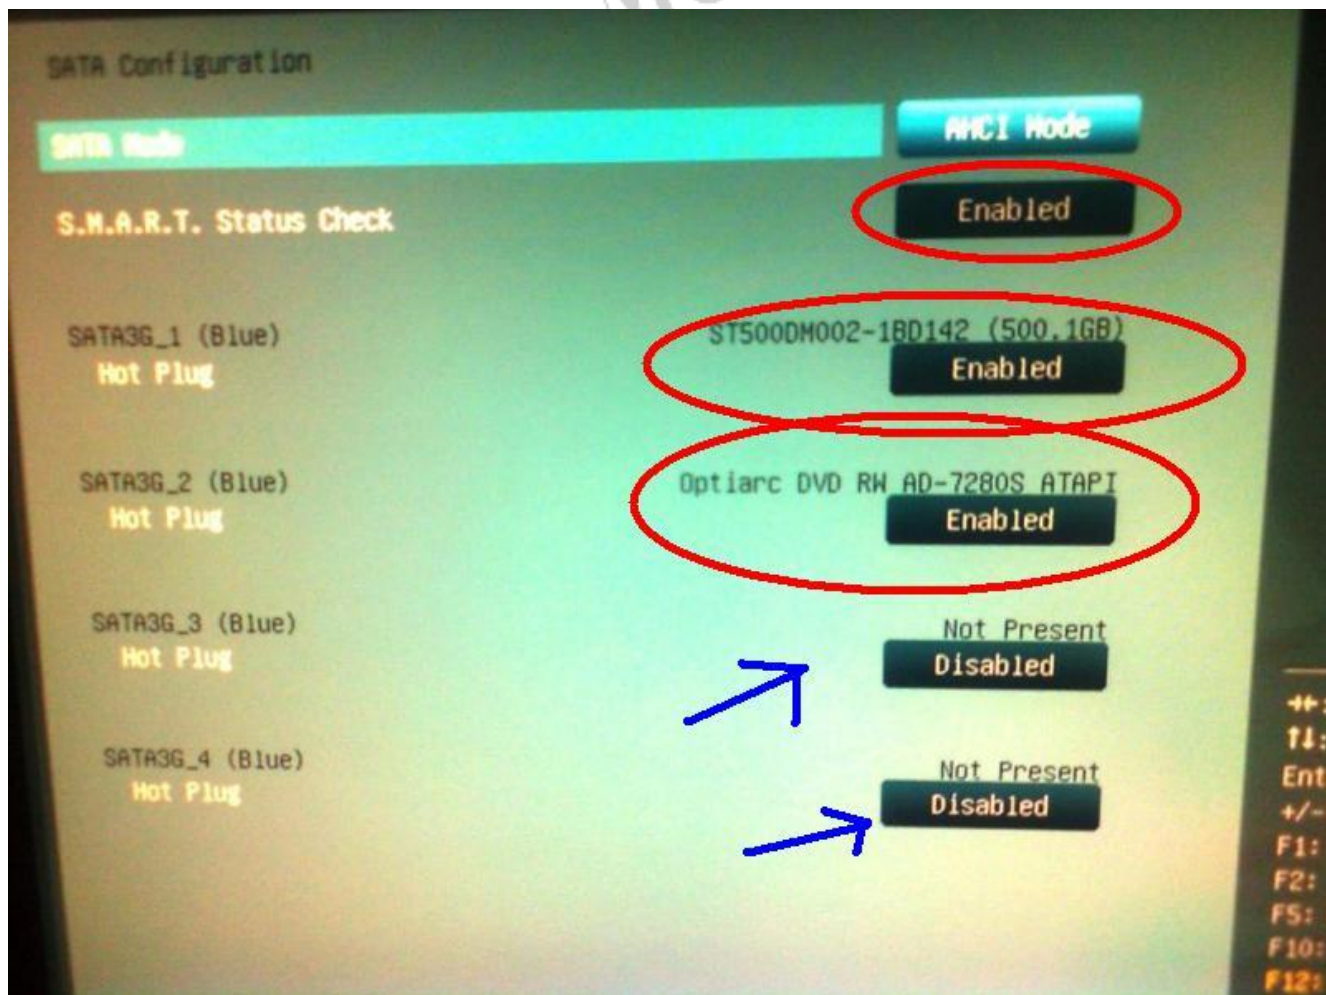 SATA Configuration
SATA Mode AHCI Mode
S.M.A.R.T. Status Check Enabled
SATA3G_1 (Blue) ST500DM002-1BD142 (500.1GB)
Hot Plug Enabled
SATA3G_2 (Blue) Optiarc DVD RW AD-7280S ATAPI
Hot Plug Enabled
SATA3G_3 (Blue) Not Present
Hot Plug Disabled
SATA3G_4 (Blue) Not Present
Hot Plug Disabled
→←:
↑↓:
Ent
+/-
F1:
F2:
F5:
F10:
F12: